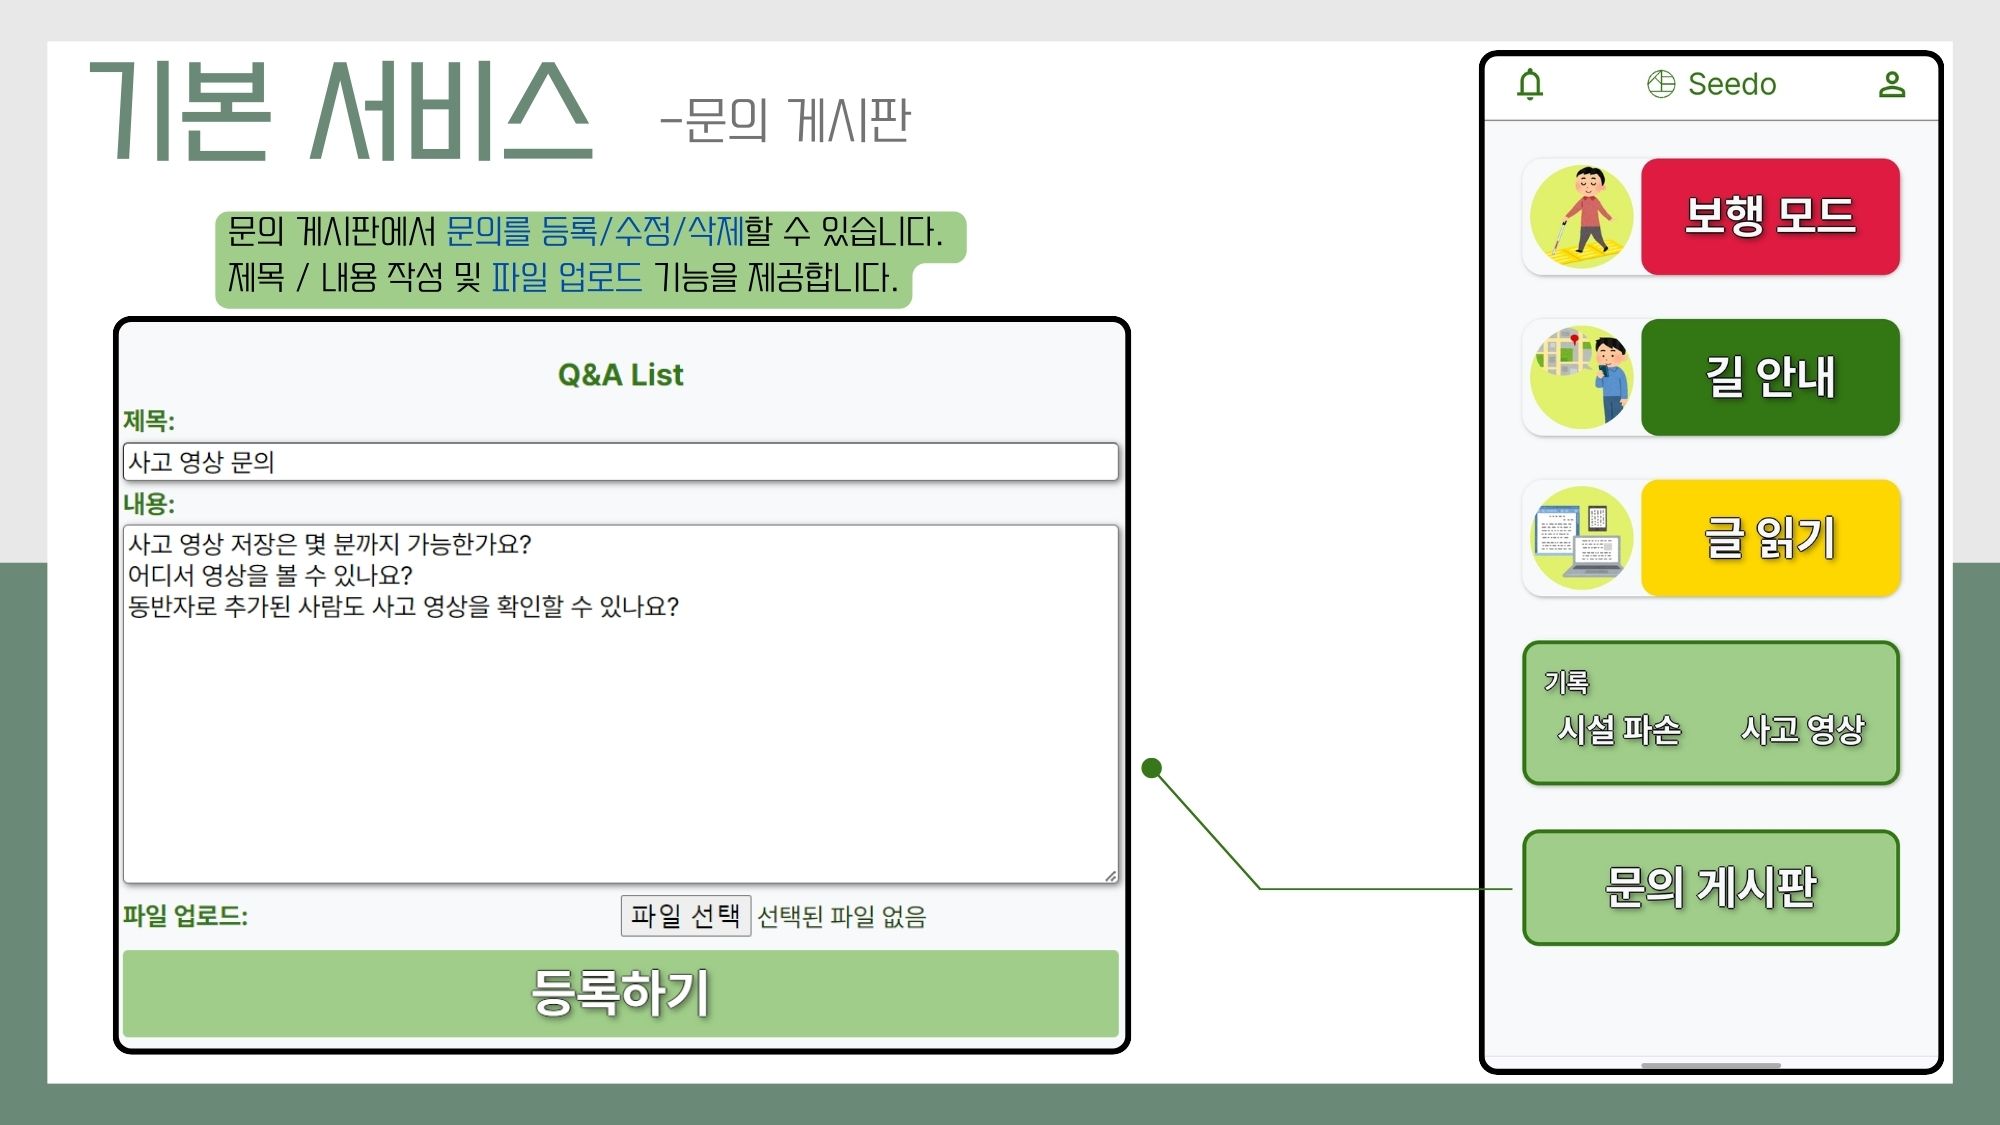 기본 서비스
-문의 게시판
문의 게시판에서 문의를 등록/수정/삭제할 수 있습니다.
제목 / 내용 작성 및 파일 업로드 기능을 제공합니다.
Q&A List
제목:
사고 영상 문의
내용:
사고 영상 저장은 몇 분까지 가능한가요?
어디서 영상을 볼 수 있나요?
동반자로 추가된 사람도 사고 영상을 확인할 수 있나요?
파일 업로드:
파일 선택 선택된 파일 없음
등록하기
Seedo
보행 모드
길 안내
글 읽기
기록
시설 파손 사고 영상
문의 게시판